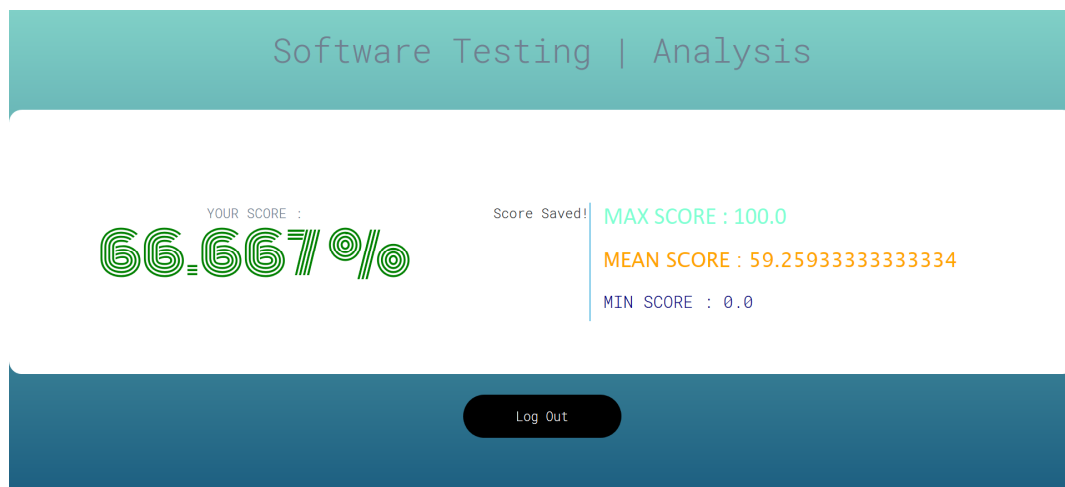 Software Testing | Analysis
YOUR SCORE :
66.667%
Score Saved!
MAX SCORE : 100.0
MEAN SCORE : 59.25933333333334
MIN SCORE : 0.0
Log Out